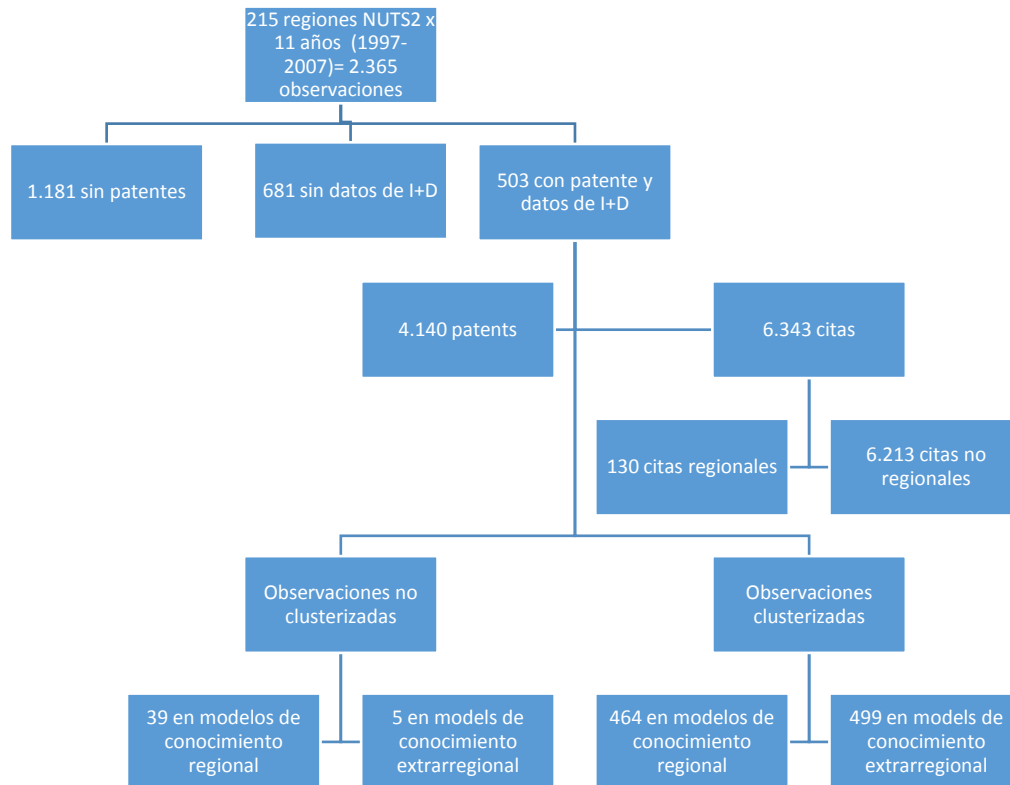 215 regiones NUTS2 x
11 años (1997-
2007)= 2.365
observaciones
1.181 sin patentes
681 sin datos de I+D
503 con patente y
datos de I+D
4.140 patents
6.343 citas
130 citas regionales
6.213 citas no
regionales
Observaciones no
clusterizadas
Observaciones
clusterizadas
39 en modelos de
conocimiento
regional
5 en models de
conocimiento
extrarregional
464 en modelos de
conocimiento
regional
499 en models de
conocimiento
extrarregional